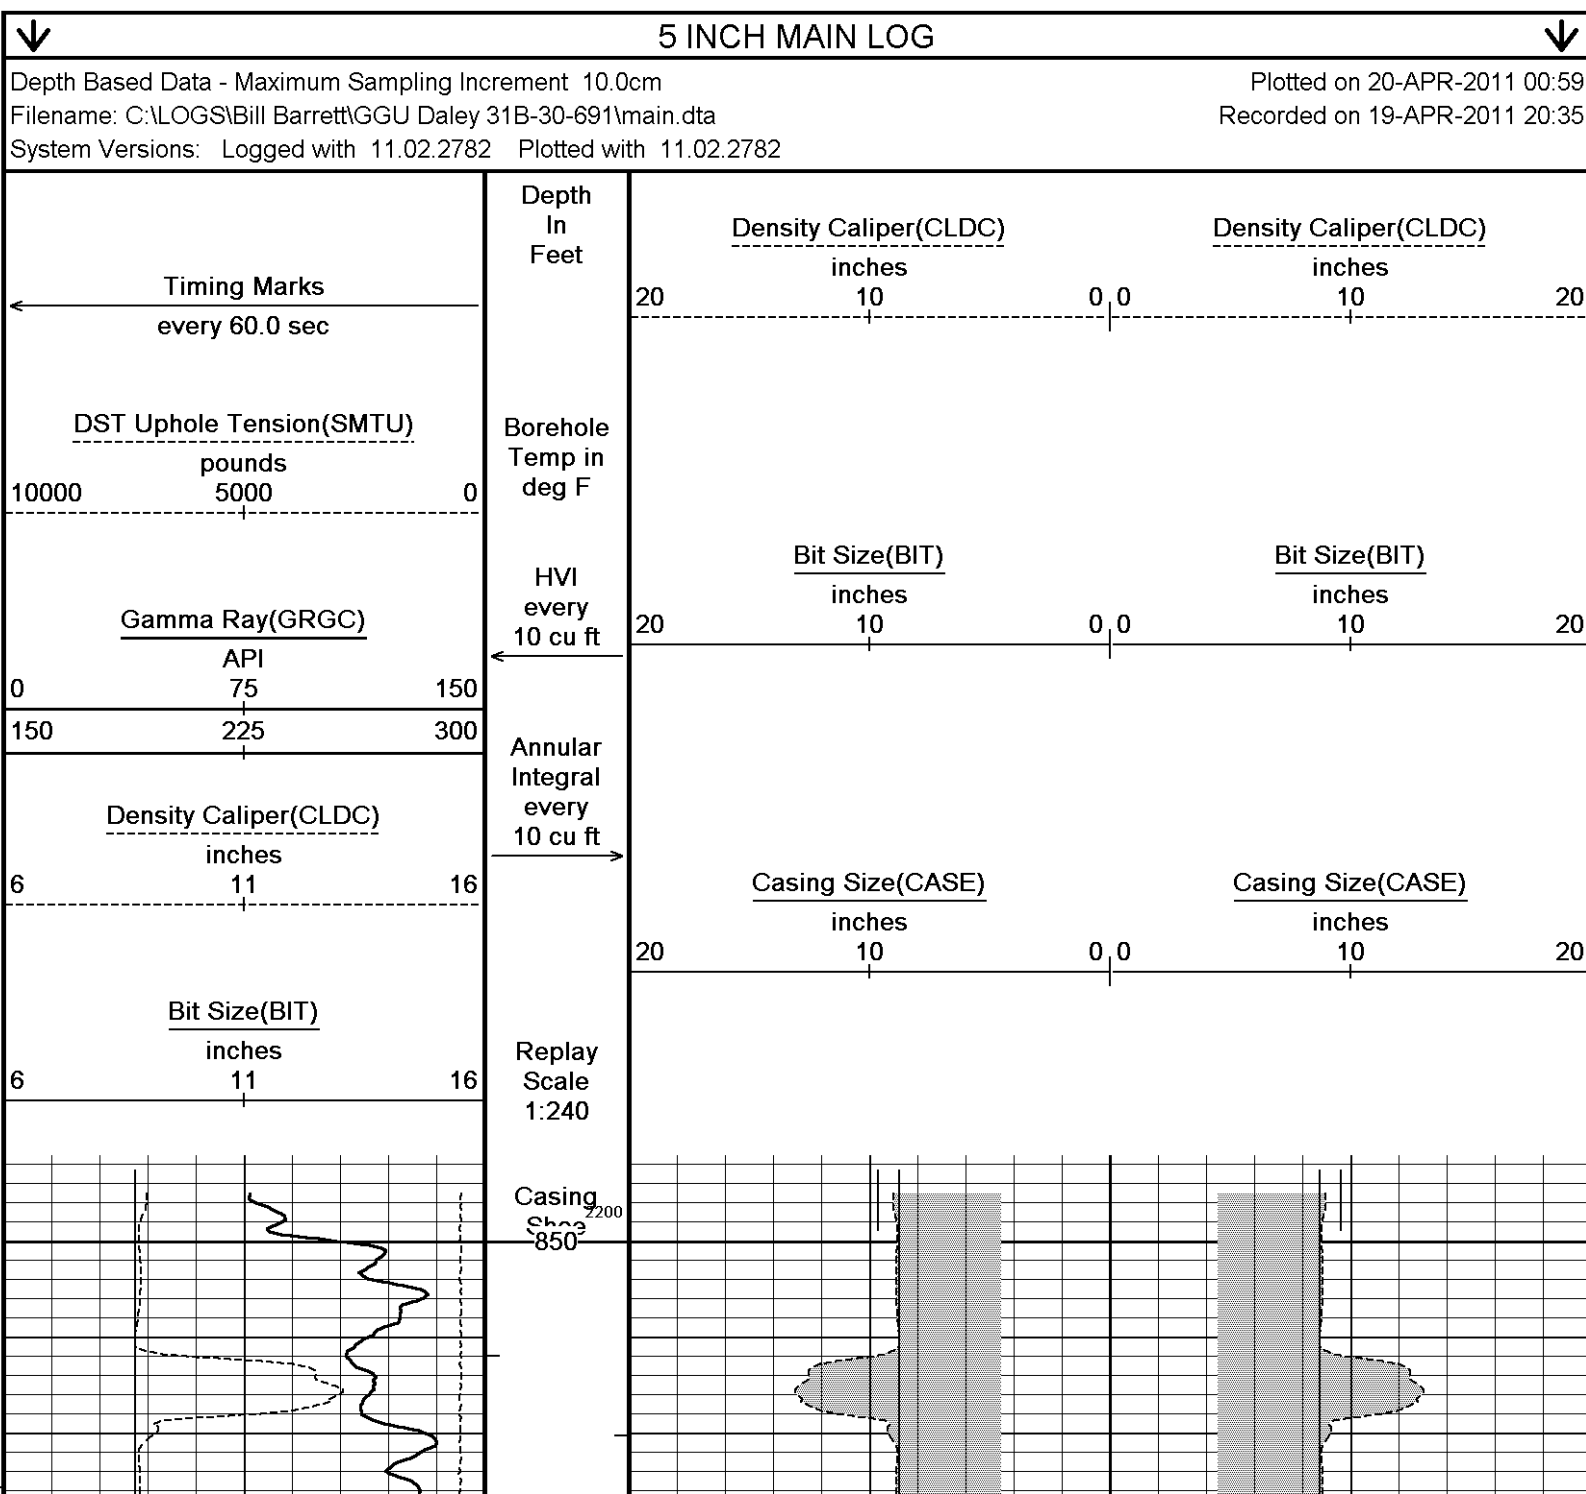 5 INCH MAIN LOG
Depth Based Data - Maximum Sampling Increment 10.0cm
Plotted on 20-APR-2011 00:59
Filename: C:\LOGS\Bill Barrett\GGU Daley 31B-30-691\main.dta
Recorded on 19-APR-2011 20:35
System Versions: Logged with 11.02.2782 Plotted with 11.02.2782
Timing Marks
every 60.0 sec
DST Uphole Tension(SMTU)
pounds
10000 5000 0
Gamma Ray(GRGC)
API
0 75 150
150 225 300
Density Caliper(CLDC)
inches
6 11 16
Bit Size(BIT)
inches
6 11 16
Depth
In
Feet
Borehole
Temp in
deg F
HVI
every
10 cu ft
Annular
Integral
every
10 cu ft
Replay
Scale
1:240
Casing
Shoe
2200
850
Density Caliper(CLDC)
inches
20 10 0
Density Caliper(CLDC)
inches
0 10 20
Bit Size(BIT)
inches
20 10 0
Bit Size(BIT)
inches
0 10 20
Casing Size(CASE)
inches
20 10 0
Casing Size(CASE)
inches
0 10 20